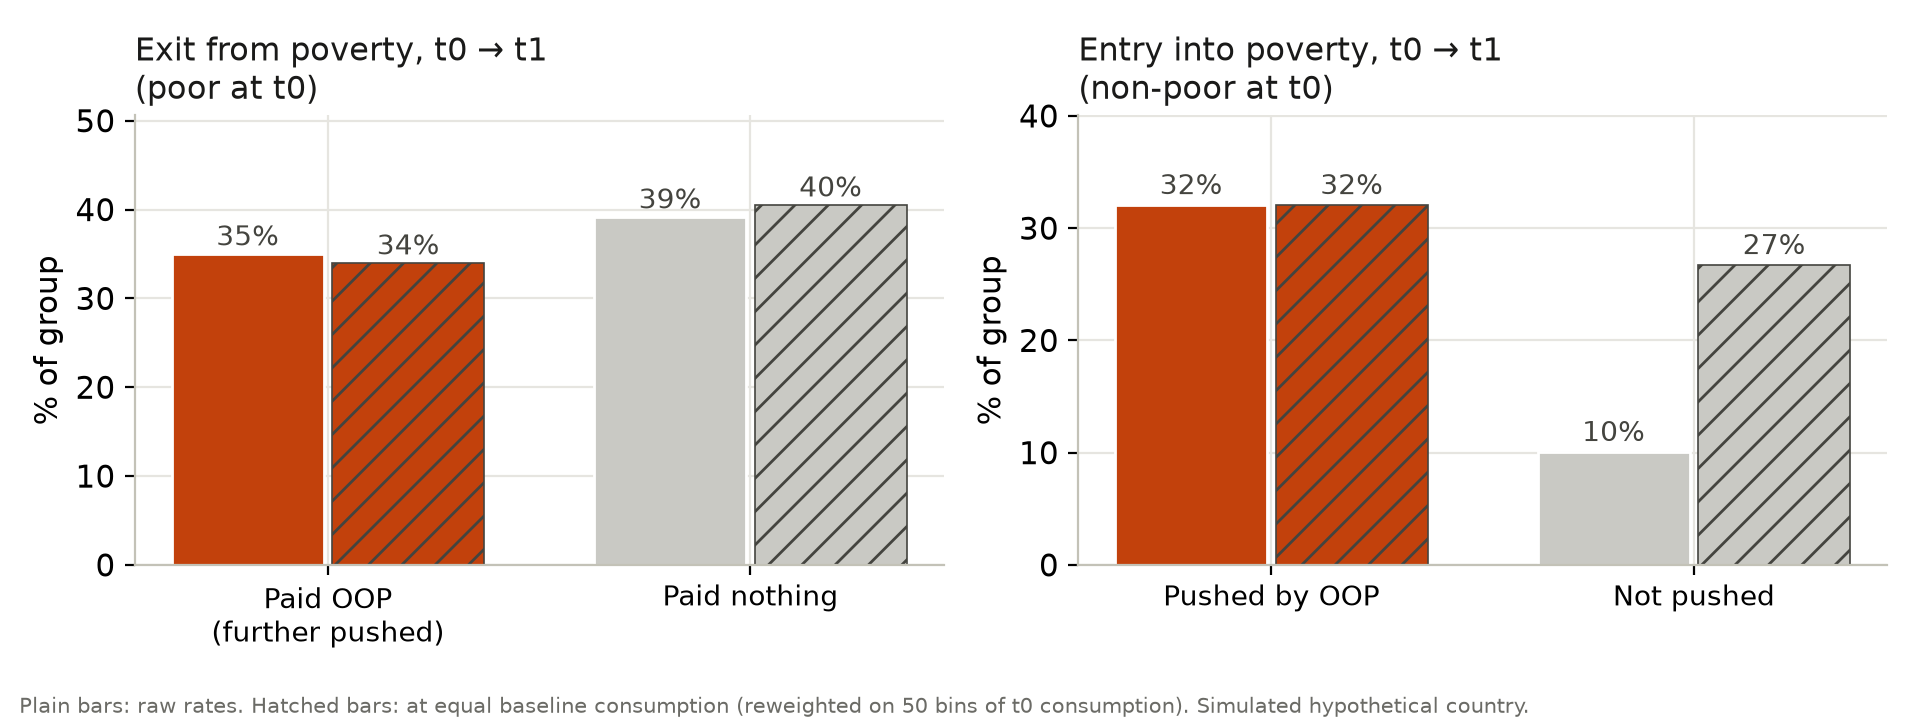 Exit from poverty, t0 → t1
(poor at t0)
% of group
50
40
30
20
10
0
35%
34%
39%
40%
Paid OOP
(further pushed)
Paid nothing
Entry into poverty, t0 → t1
(non-poor at t0)
% of group
40
30
20
10
0
32%
32%
10%
27%
Pushed by OOP
Not pushed
Plain bars: raw rates. Hatched bars: at equal baseline consumption (reweighted on 50 bins of t0 consumption). Simulated hypothetical country.